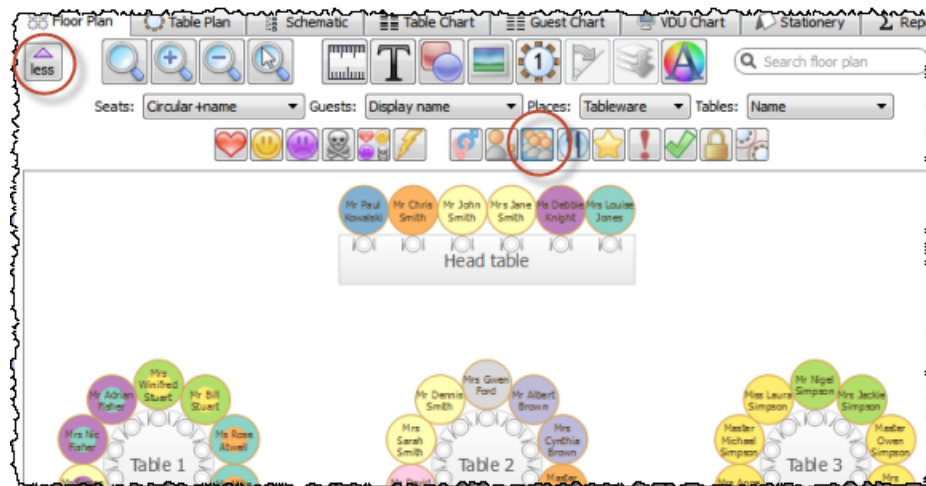 Floor Plan
Table Plan
Schematic
Table Chart
Guest Chart
VDU Chart
Stationery
Σ Rep
less
T
1
A
Search floor plan
Seats: Circular +name
Guests: Display name
Places: Tableware
Tables: Name
Mr Paul
Kowalski
Mr Chris
Smith
Mr John
Smith
Mrs Jane
Smith
Ms Debbie
Knight
Mrs Louise
Jones
Head table
Mrs Nic
Fisher
Mr Adrian
Fisher
Mrs
Winifred
Stuart
Mr Bill
Stuart
Ms Rose
Atwell
Table 1
Mrs
Sarah
Smith
Mr Dennis
Smith
Mrs Gwen
Ford
Mr Albert
Brown
Mrs
Cynthia
Brown
Master
Table 2
Master
Michael
Simpson
Miss Laura
Simpson
Mr Nigel
Simpson
Mrs Jackie
Simpson
Master
Owen
Simpson
Mrs
Table 3